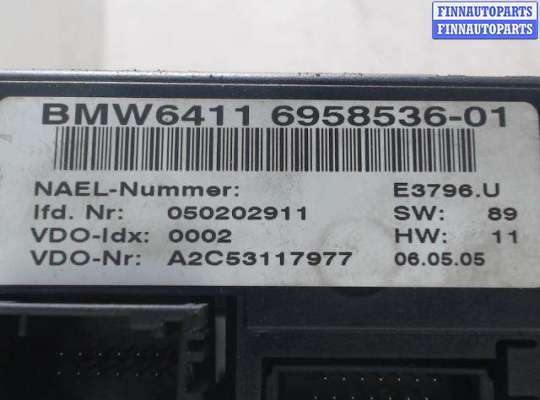 FINNAUTOPARTS
FINNAUTOPARTS
BMW6411 6958536-01
NAEL-Nummer: E3796.U
lfd. Nr: 050202911 SW: 89
VDO-Idx: 0002 HW: 11
VDO-Nr: A2C53117977 06.05.05